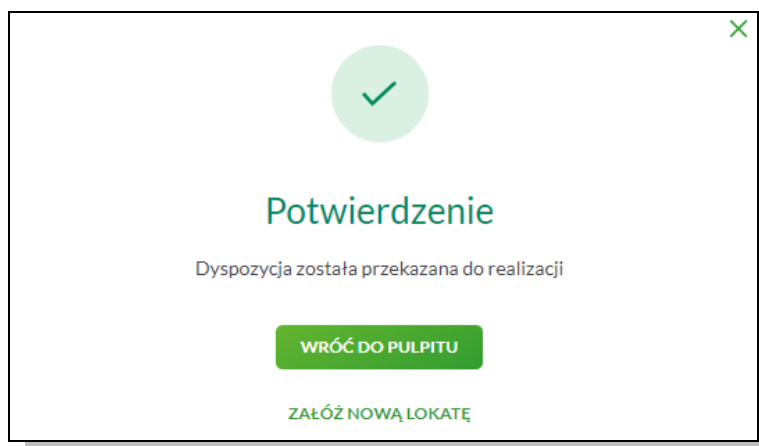 Potwierdzenie
Dyspozycja została przekazana do realizacji
WRÓĆ DO PULPITU
ZAŁÓŻ NOWĄ LOKATĘ